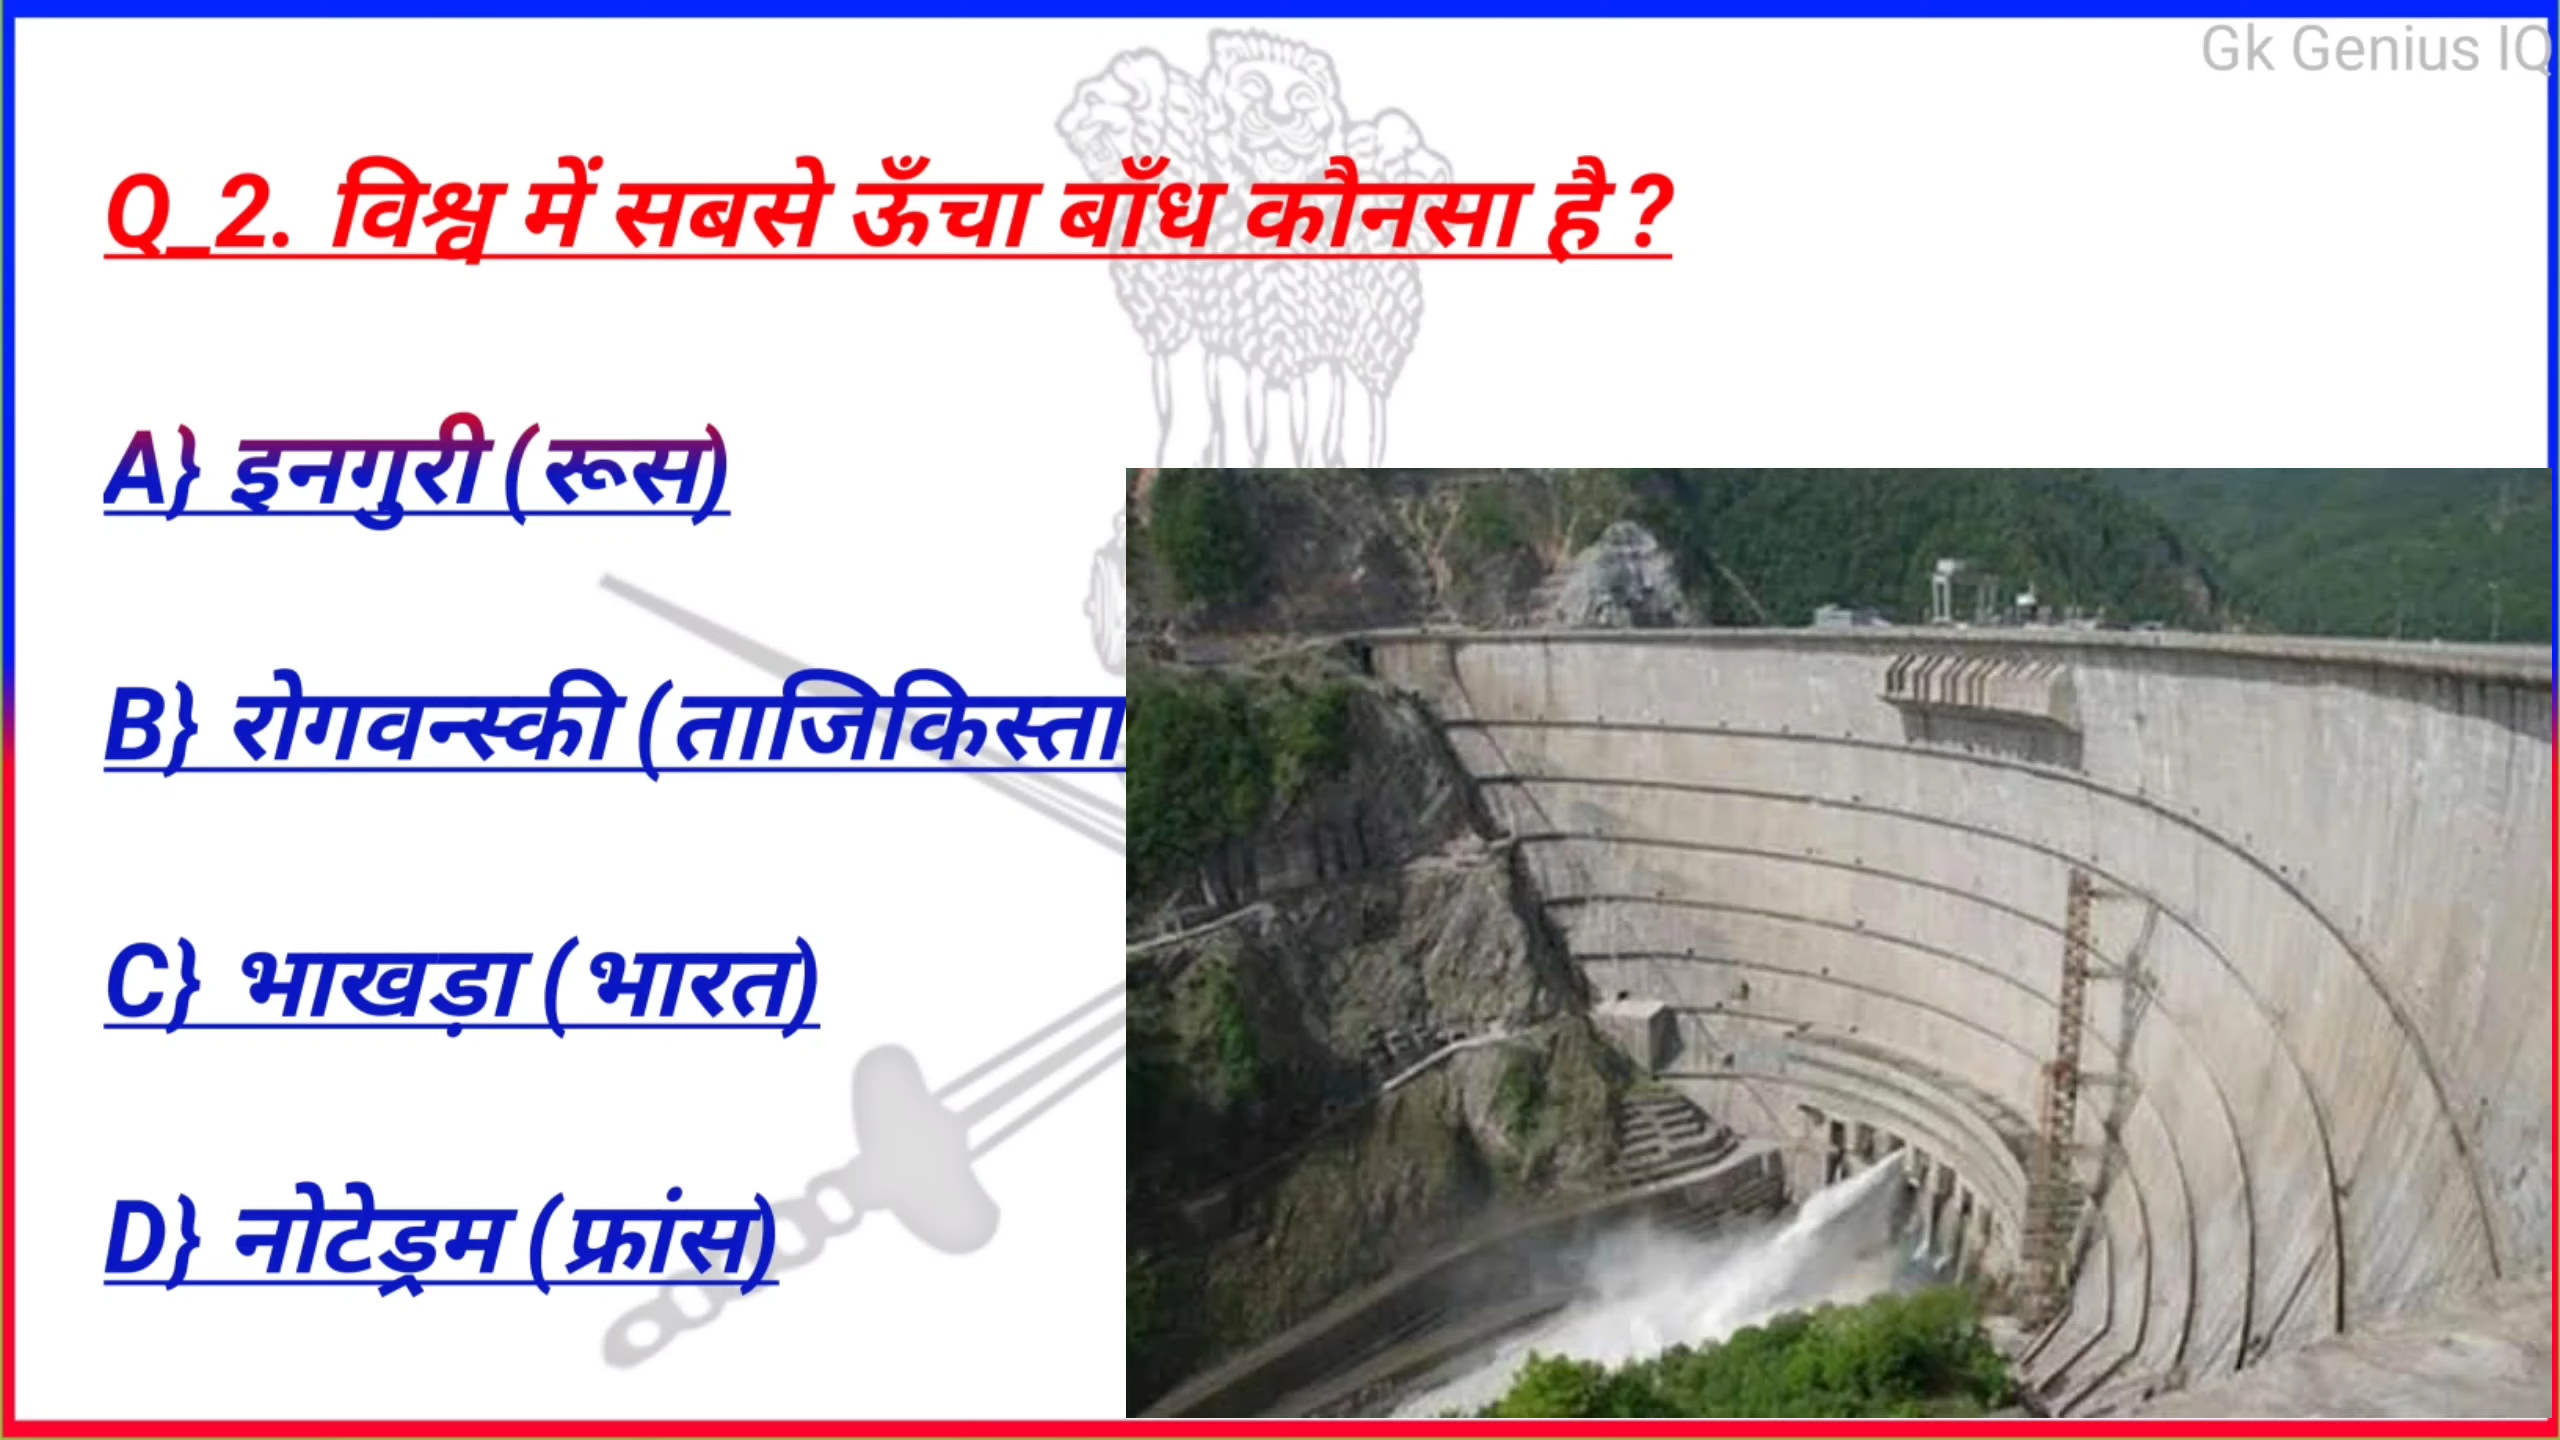 Gk Genius IQ
Q_2. विश्व में सबसे ऊँचा बाँध कौनसा है ?
A} इनगुरी (रूस)
B} रोगवन्स्की (ताजिकिस्ता
C} भाखड़ा (भारत)
D} नोटेड्रम (फ्रांस)